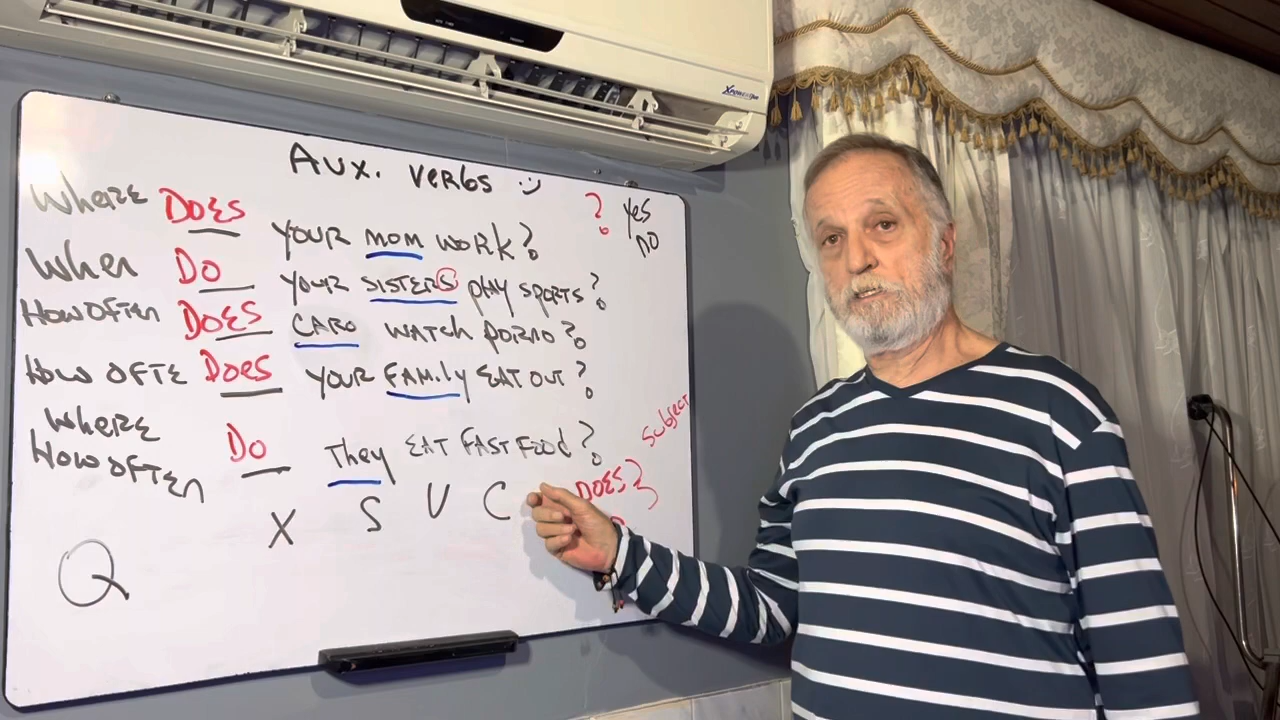 AUX. VERBS :)
WHERE DOES YOUR MOM WORK?
WHEN DO YOUR SISTERS PLAY SPORTS?
HOW OFTEN DOES CARO WATCH PORNO?
HOW OFTE DOES YOUR FAMILY EAT OUT?
WHERE
HOW OFTEN DO THEY EAT FAST FOOD?
X S V C
Q
? Yes
No
SUBJECT
DOES